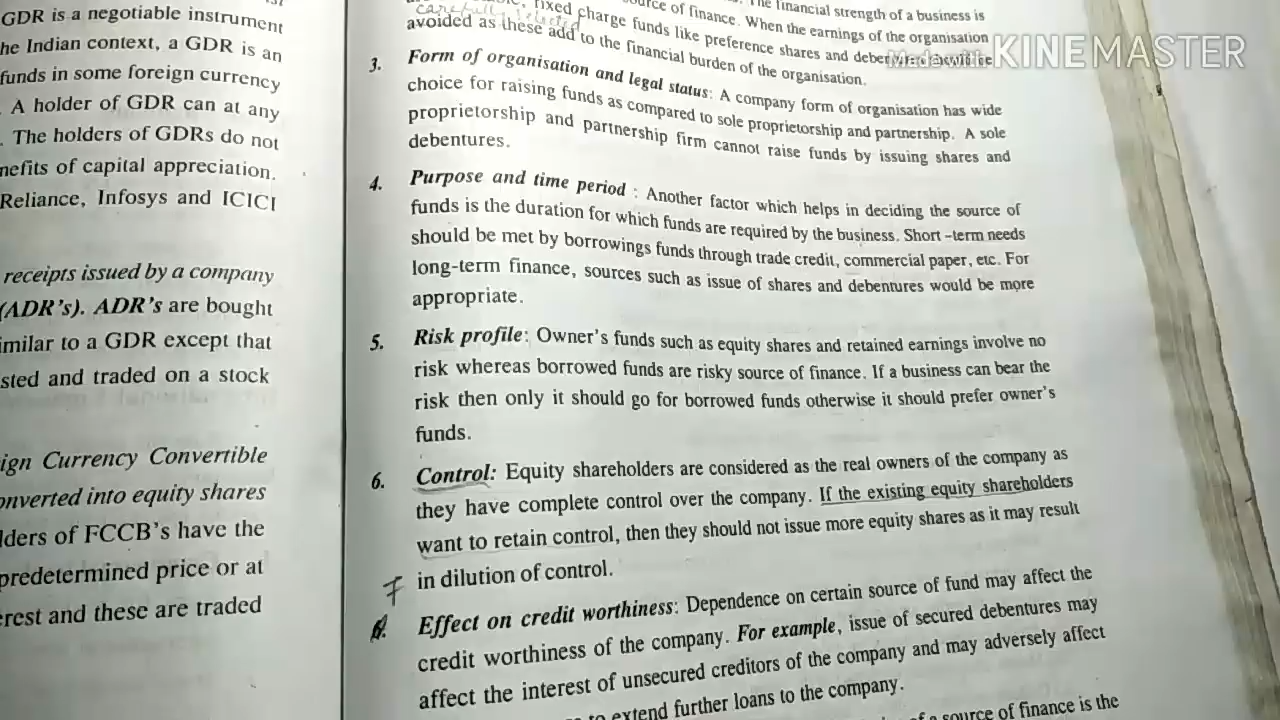 GDR is a negotiable instrument
he Indian context, a GDR is an
funds in some foreign currency
. A holder of GDR can at any
. The holders of GDRs do not
nefits of capital appreciation.
Reliance, Infosys and ICICI
receipts issued by a company
(ADR's). ADR's are bought
imilar to a GDR except that
sted and traded on a stock
ign Currency Convertible
onverted into equity shares
lders of FCCB's have the
predetermined price or at
erest and these are traded
The financial strength of a business is
carefully selected
fixed charge funds like preference shares and
source of finance. When the earnings of the organisation
avoided as these add to the financial burden of the organisation.
3. Form of organisation and legal status: A company form of organisation has wide
choice for raising funds as compared to sole proprietorship and partnership. A sole
proprietorship and partnership firm cannot raise funds by issuing shares and
debentures.
4. Purpose and time period : Another factor which helps in deciding the source of
funds is the duration for which funds are required by the business. Short -term needs
should be met by borrowings funds through trade credit, commercial paper, etc. For
long-term finance, sources such as issue of shares and debentures would be more
appropriate.
5. Risk profile: Owner's funds such as equity shares and retained earnings involve no
risk whereas borrowed funds are risky source of finance. If a business can bear the
risk then only it should go for borrowed funds otherwise it should prefer owner's
funds.
6. Control: Equity shareholders are considered as the real owners of the company as
they have complete control over the company. If the existing equity shareholders
want to retain control, then they should not issue more equity shares as it may result
in dilution of control.
7
Effect on credit worthiness: Dependence on certain source of fund may affect the
credit worthiness of the company. For example, issue of secured debentures may
affect the interest of unsecured creditors of the company and may adversely affect
to extend further loans to the company.
of a source of finance is the
Made with KINEMASTER